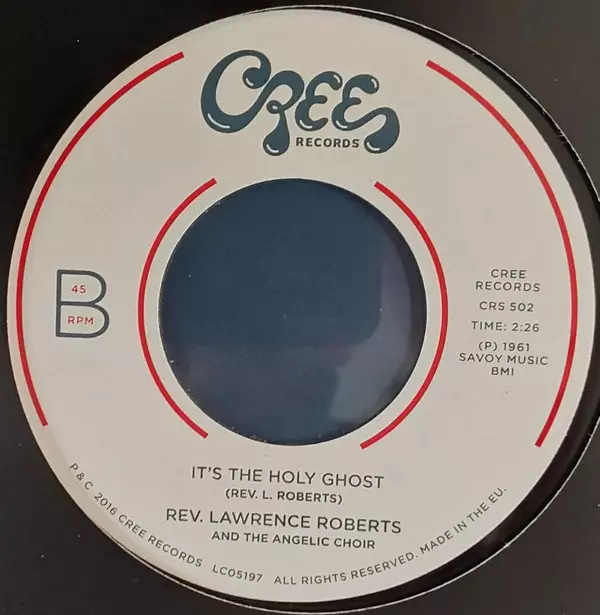 CREE
RECORDS
B
45
RPM
CREE
RECORDS
CRS 502
TIME: 2:26
(P) 1961
SAVOY MUSIC
BMI
IT'S THE HOLY GHOST
(REV. L. ROBERTS)
REV. LAWRENCE ROBERTS
AND THE ANGELIC CHOIR
P & C 2016 CREE RECORDS LC05197 ALL RIGHTS RESERVED. MADE IN THE EU.